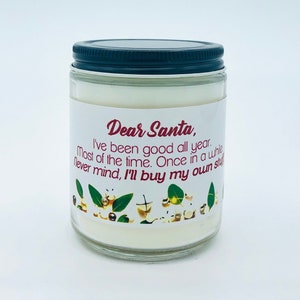 Dear Santa,
I've been good all year.
Most of the time. Once in a while.
Never mind, I'll buy my own